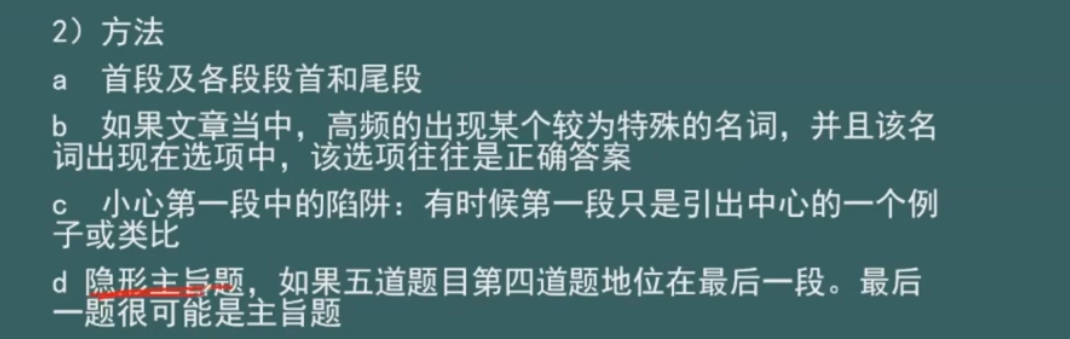 2）方法
a 首段及各段段首和尾段
b 如果文章当中，高频的出现某个较为特殊的名词，并且该名
词出现在选项中，该选项往往是正确答案
c 小心第一段中的陷阱：有时候第一段只是引出中心的一个例
子或类比
d 隐形主旨题，如果五道题目第四道题地位在最后一段。最后
一题很可能是主旨题